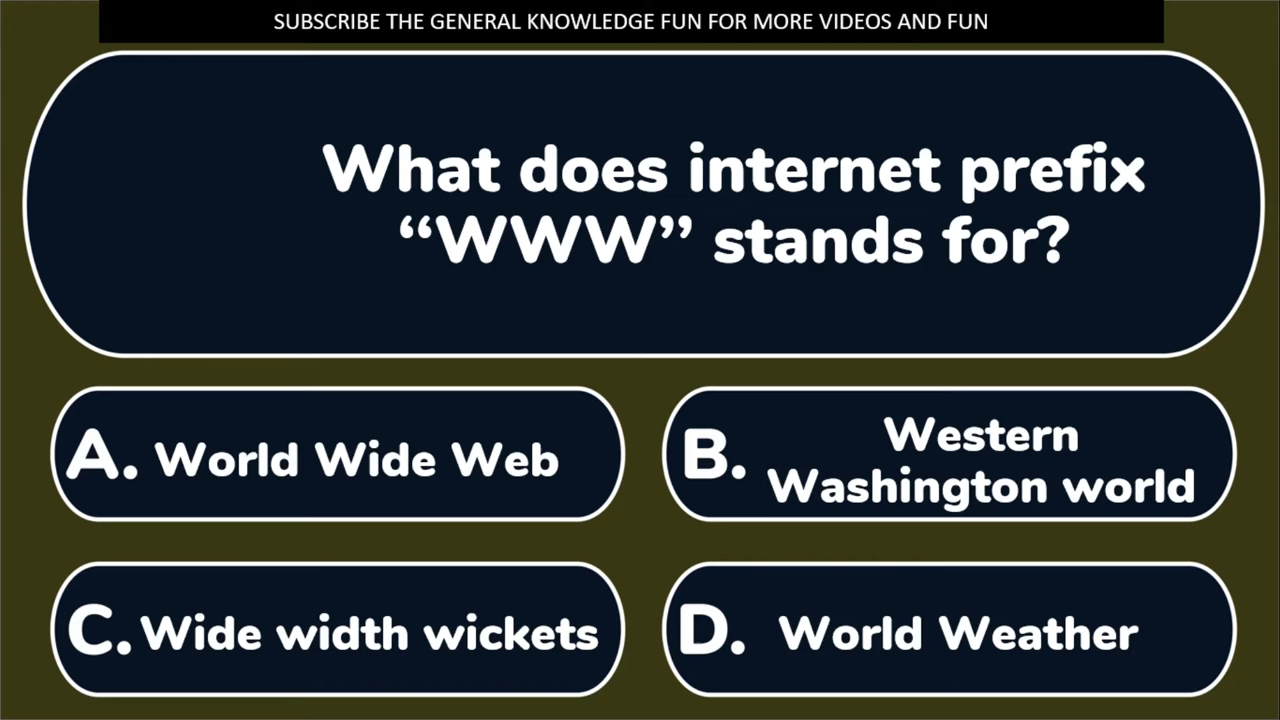 SUBSCRIBE THE GENERAL KNOWLEDGE FUN FOR MORE VIDEOS AND FUN
What does internet prefix
“WWW” stands for?
A. World Wide Web
B. Western
Washington world
C. Wide width wickets
D. World Weather